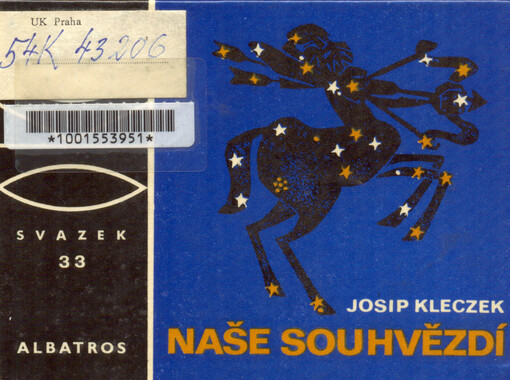 UK Praha
54K 43206
*1001553951*
SVAZEK
33
ALBATROS
JOSIP KLECZEK
NAŠE SOUHVĚZDÍ